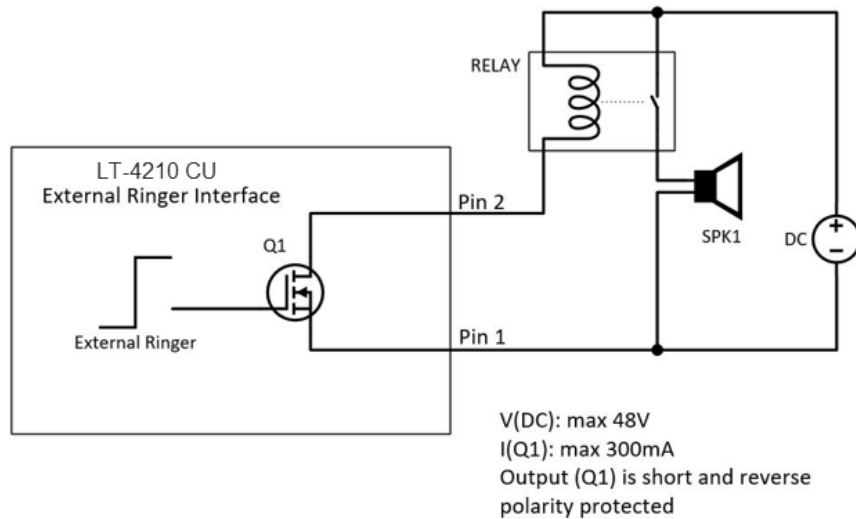 RELAY
LT-4210 CU
External Ringer Interface
Pin 2
Q1
SPK1
DC
+
−
External Ringer
Pin 1
V(DC): max 48V
I(Q1): max 300mA
Output (Q1) is short and reverse
polarity protected